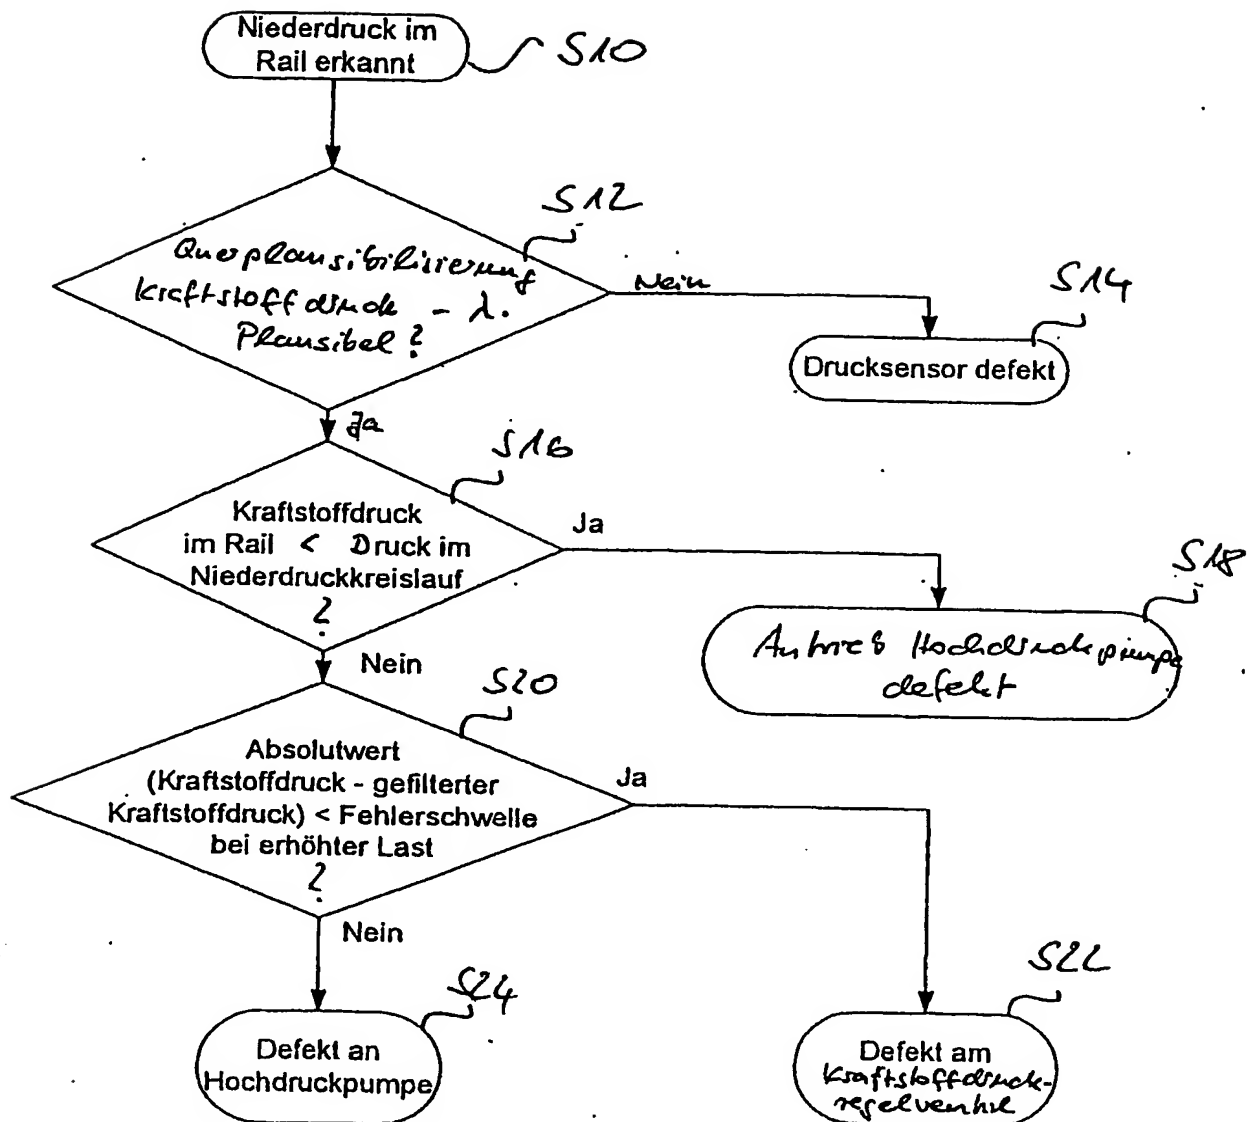 Niederdruck im
Rail erkannt
S10
S12
Querplausibilisierung
Kraftstoffdruck - λ.
Plausibel?
Nein
S14
Drucksensor defekt
Ja
S16
Kraftstoffdruck
im Rail < Druck im
Niederdruckkreislauf
?
Ja
S18
Antrieb Hochdruckpumpe
defekt
Nein
S20
Absolutwert
(Kraftstoffdruck - gefilterter
Kraftstoffdruck) < Fehlerschwelle
bei erhöhter Last
?
Ja
Nein
S24
Defekt an
Hochdruckpumpe
S22
Defekt am
Kraftstoffdruck-
regelventil